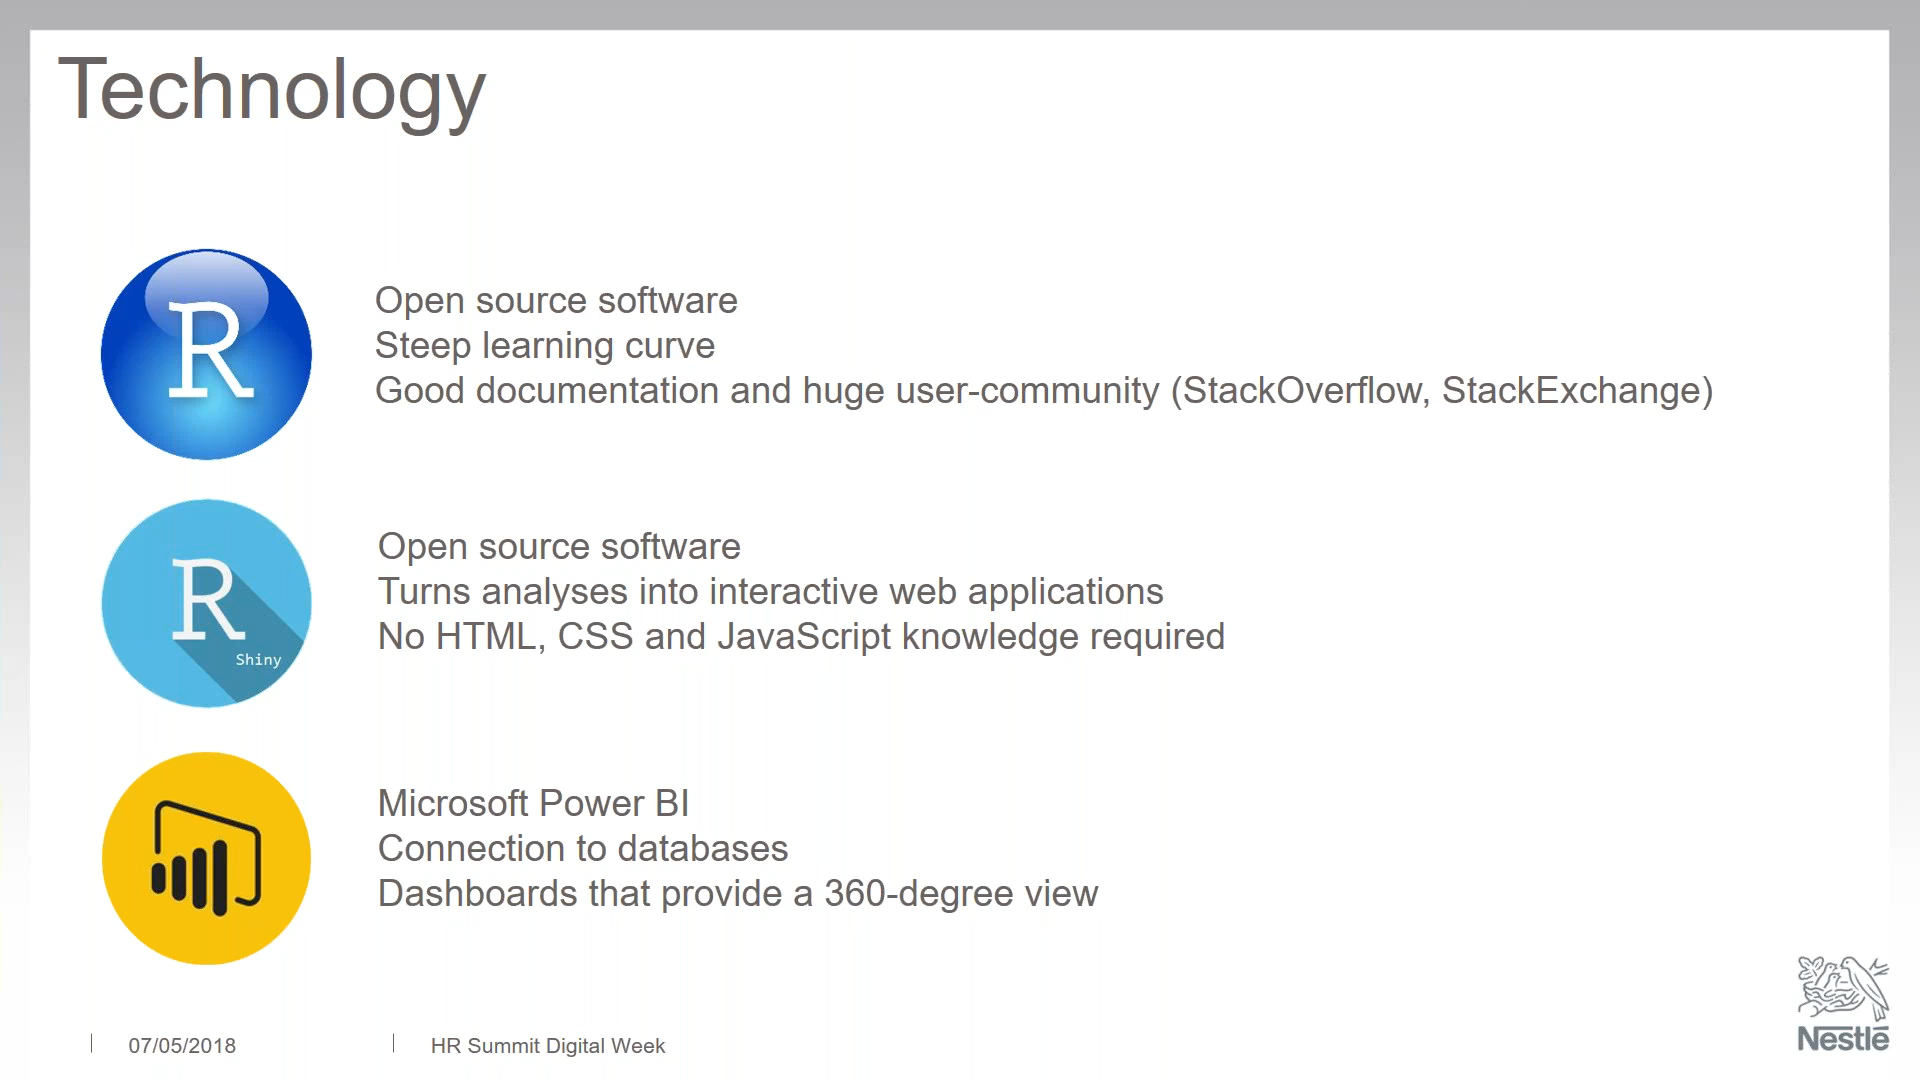 Technology
R
Open source software
Steep learning curve
Good documentation and huge user-community (StackOverflow, StackExchange)
R
Shiny
Open source software
Turns analyses into interactive web applications
No HTML, CSS and JavaScript knowledge required
Microsoft Power BI
Connection to databases
Dashboards that provide a 360-degree view
07/05/2018
HR Summit Digital Week
Nestlé